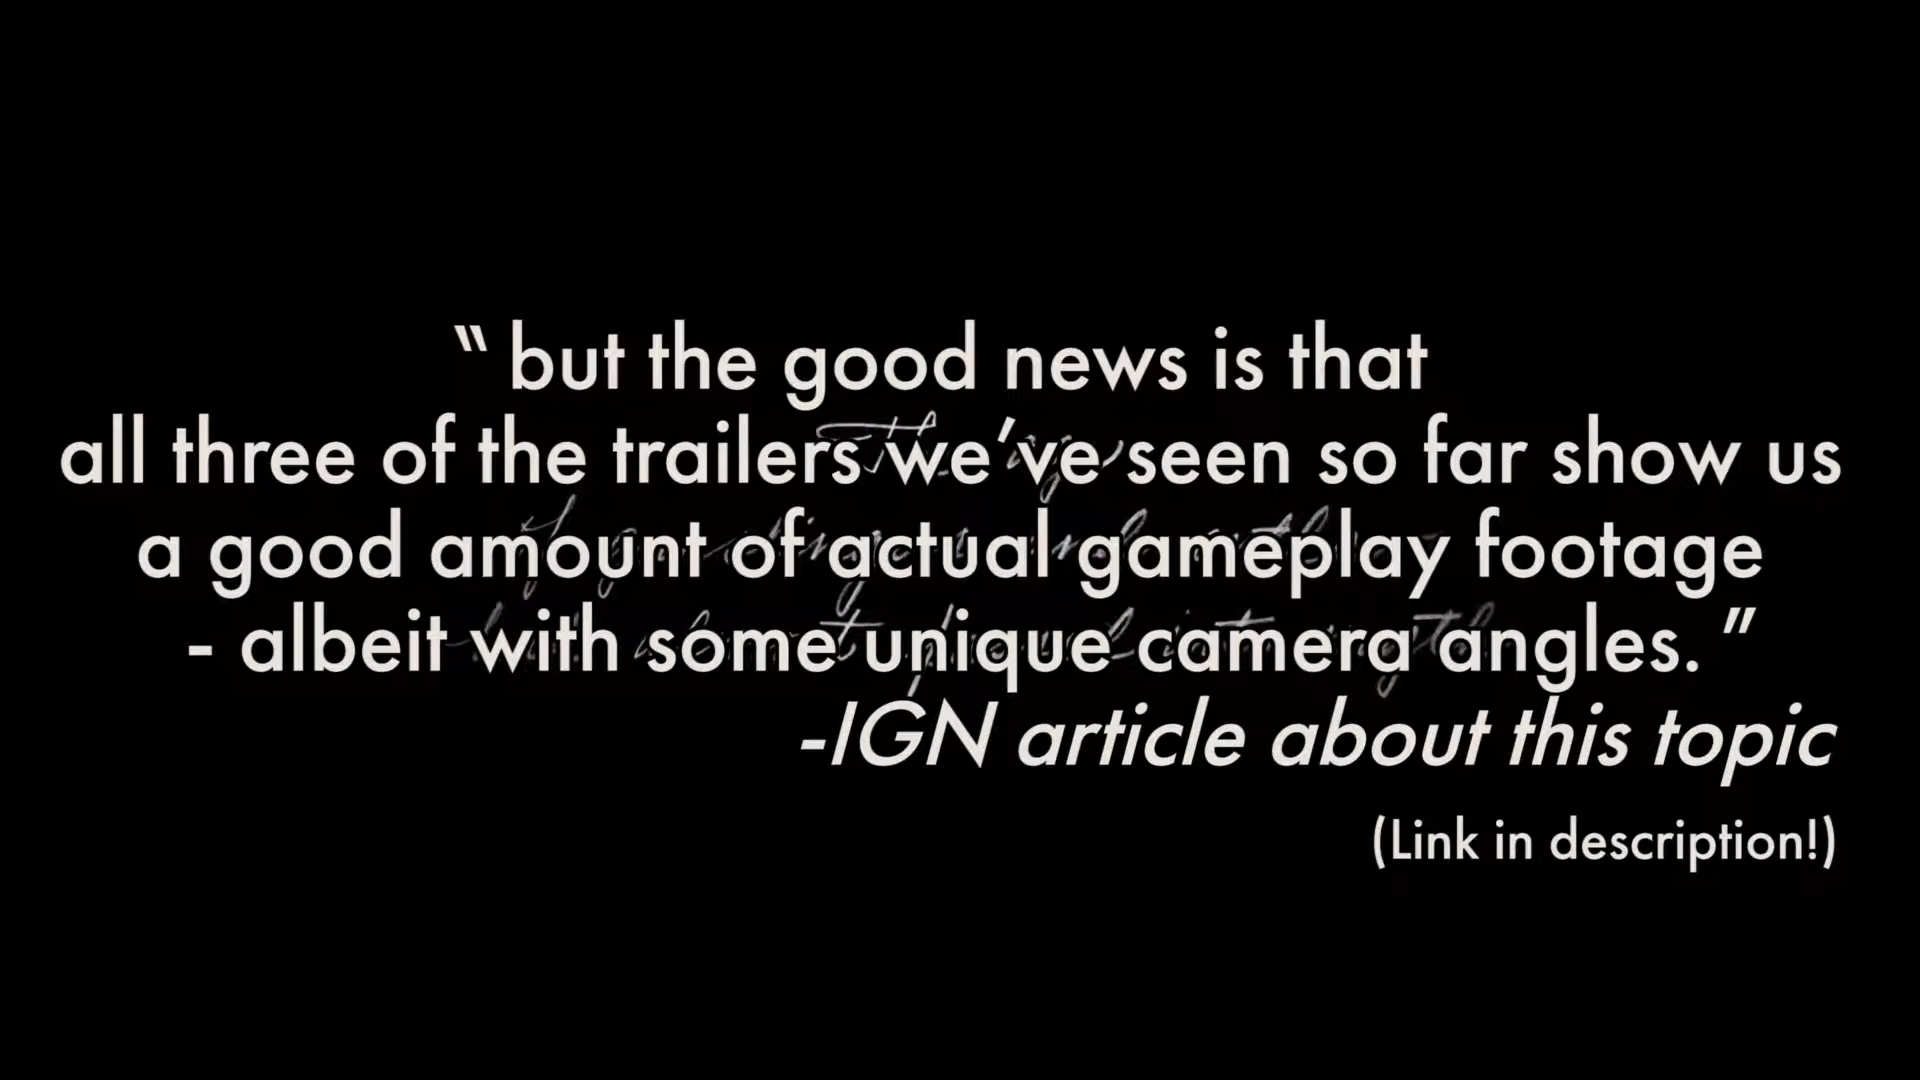 “ but the good news is that
all three of the trailers we’ve seen so far show us
a good amount of actual gameplay footage
- albeit with some unique camera angles. ”
-IGN article about this topic
(Link in description!)